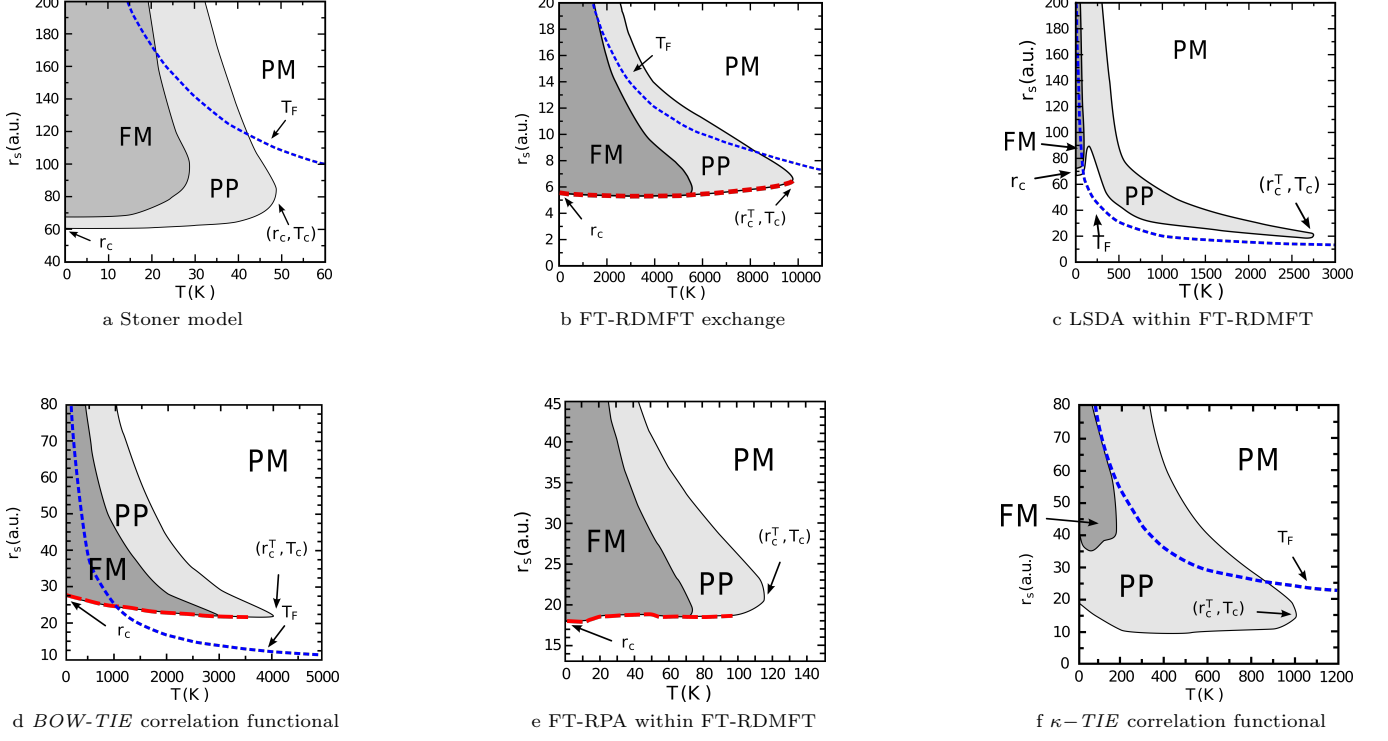 200
180
160
140
120
100
80
60
40
r_s(a.u.)
FM
PP
PM
T_F
(r_c,T_c)
r_c
0 10 20 30 40 50 60
T(K)
a Stoner model
20
18
16
14
12
10
8
6
4
2
0
r_s(a.u.)
FM
PP
PM
T_F
(r_c^T,T_c)
r_c
0 2000 4000 6000 8000 10000
T(K)
b FT-RDMFT exchange
200
180
160
140
120
100
80
60
40
20
0
r_s(a.u.)
FM
r_c
PM
PP
T_F
(r_c^T,T_c)
0 500 1000 1500 2000 2500 3000
T(K)
c LSDA within FT-RDMFT
80
70
60
50
40
30
20
10
r_s(a.u.)
PM
PP
FM
(r_c^T,T_c)
T_F
r_c
0 1000 2000 3000 4000 5000
T(K)
d BOW-TIE correlation functional
45
40
35
30
25
20
15
r_s(a.u.)
PM
FM
PP
(r_c^T,T_c)
r_c
0 20 40 60 80 100 120 140
T(K)
e FT-RPA within FT-RDMFT
80
70
60
50
40
30
20
10
0
r_s(a.u.)
PM
FM
PP
T_F
(r_c^T,T_c)
0 200 400 600 800 1000 1200
T(K)
f κ−TIE correlation functional